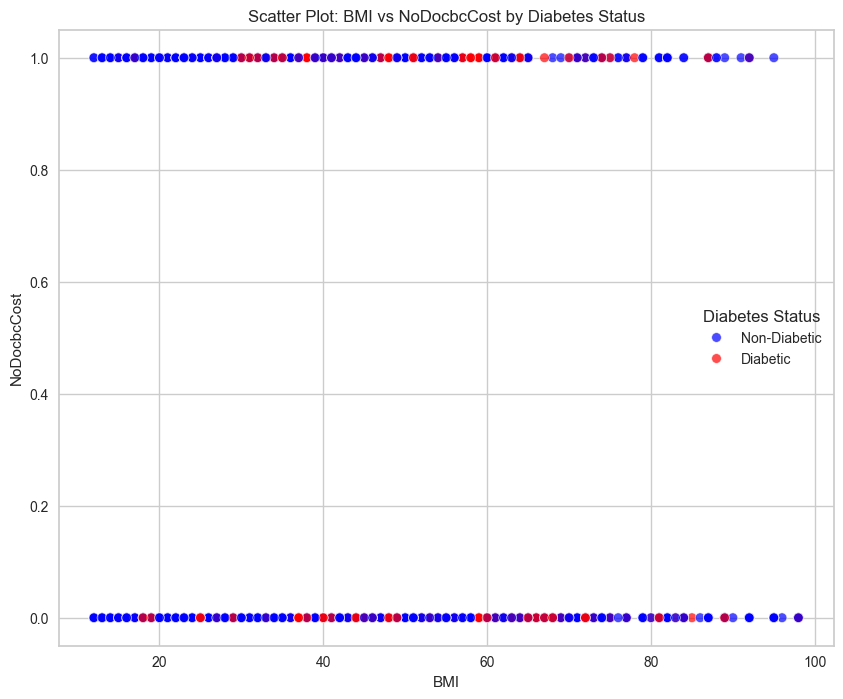 Scatter Plot: BMI vs NoDocbcCost by Diabetes Status
1.0
0.8
0.6
0.4
0.2
0.0
NoDocbcCost
Diabetes Status
Non-Diabetic
Diabetic
20
40
60
80
100
BMI